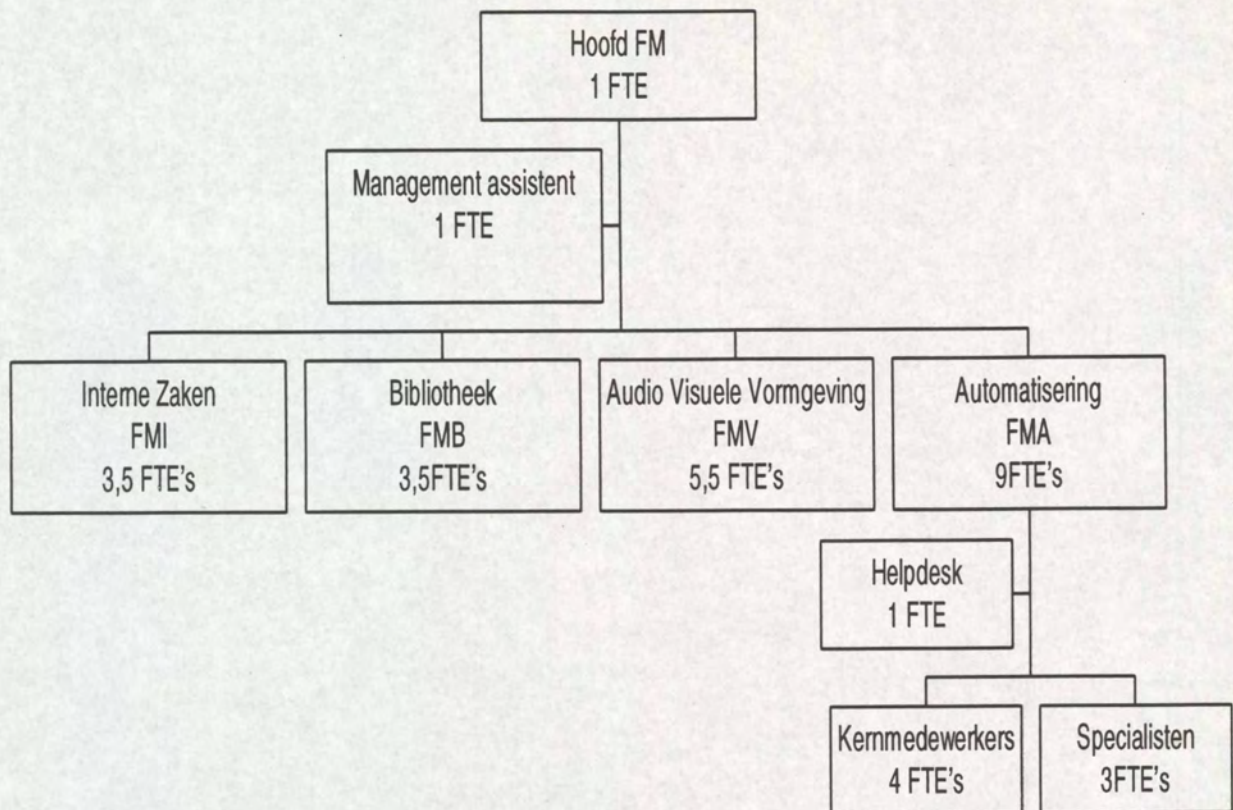 Hoofd FM
1 FTE
Management assistent
1 FTE
Interne Zaken
FMI
3,5 FTE's
Bibliotheek
FMB
3,5FTE's
Audio Visuele Vormgeving
FMV
5,5 FTE's
Automatisering
FMA
9FTE's
Helpdesk
1 FTE
Kernmedewerkers
4 FTE's
Specialisten
3FTE's